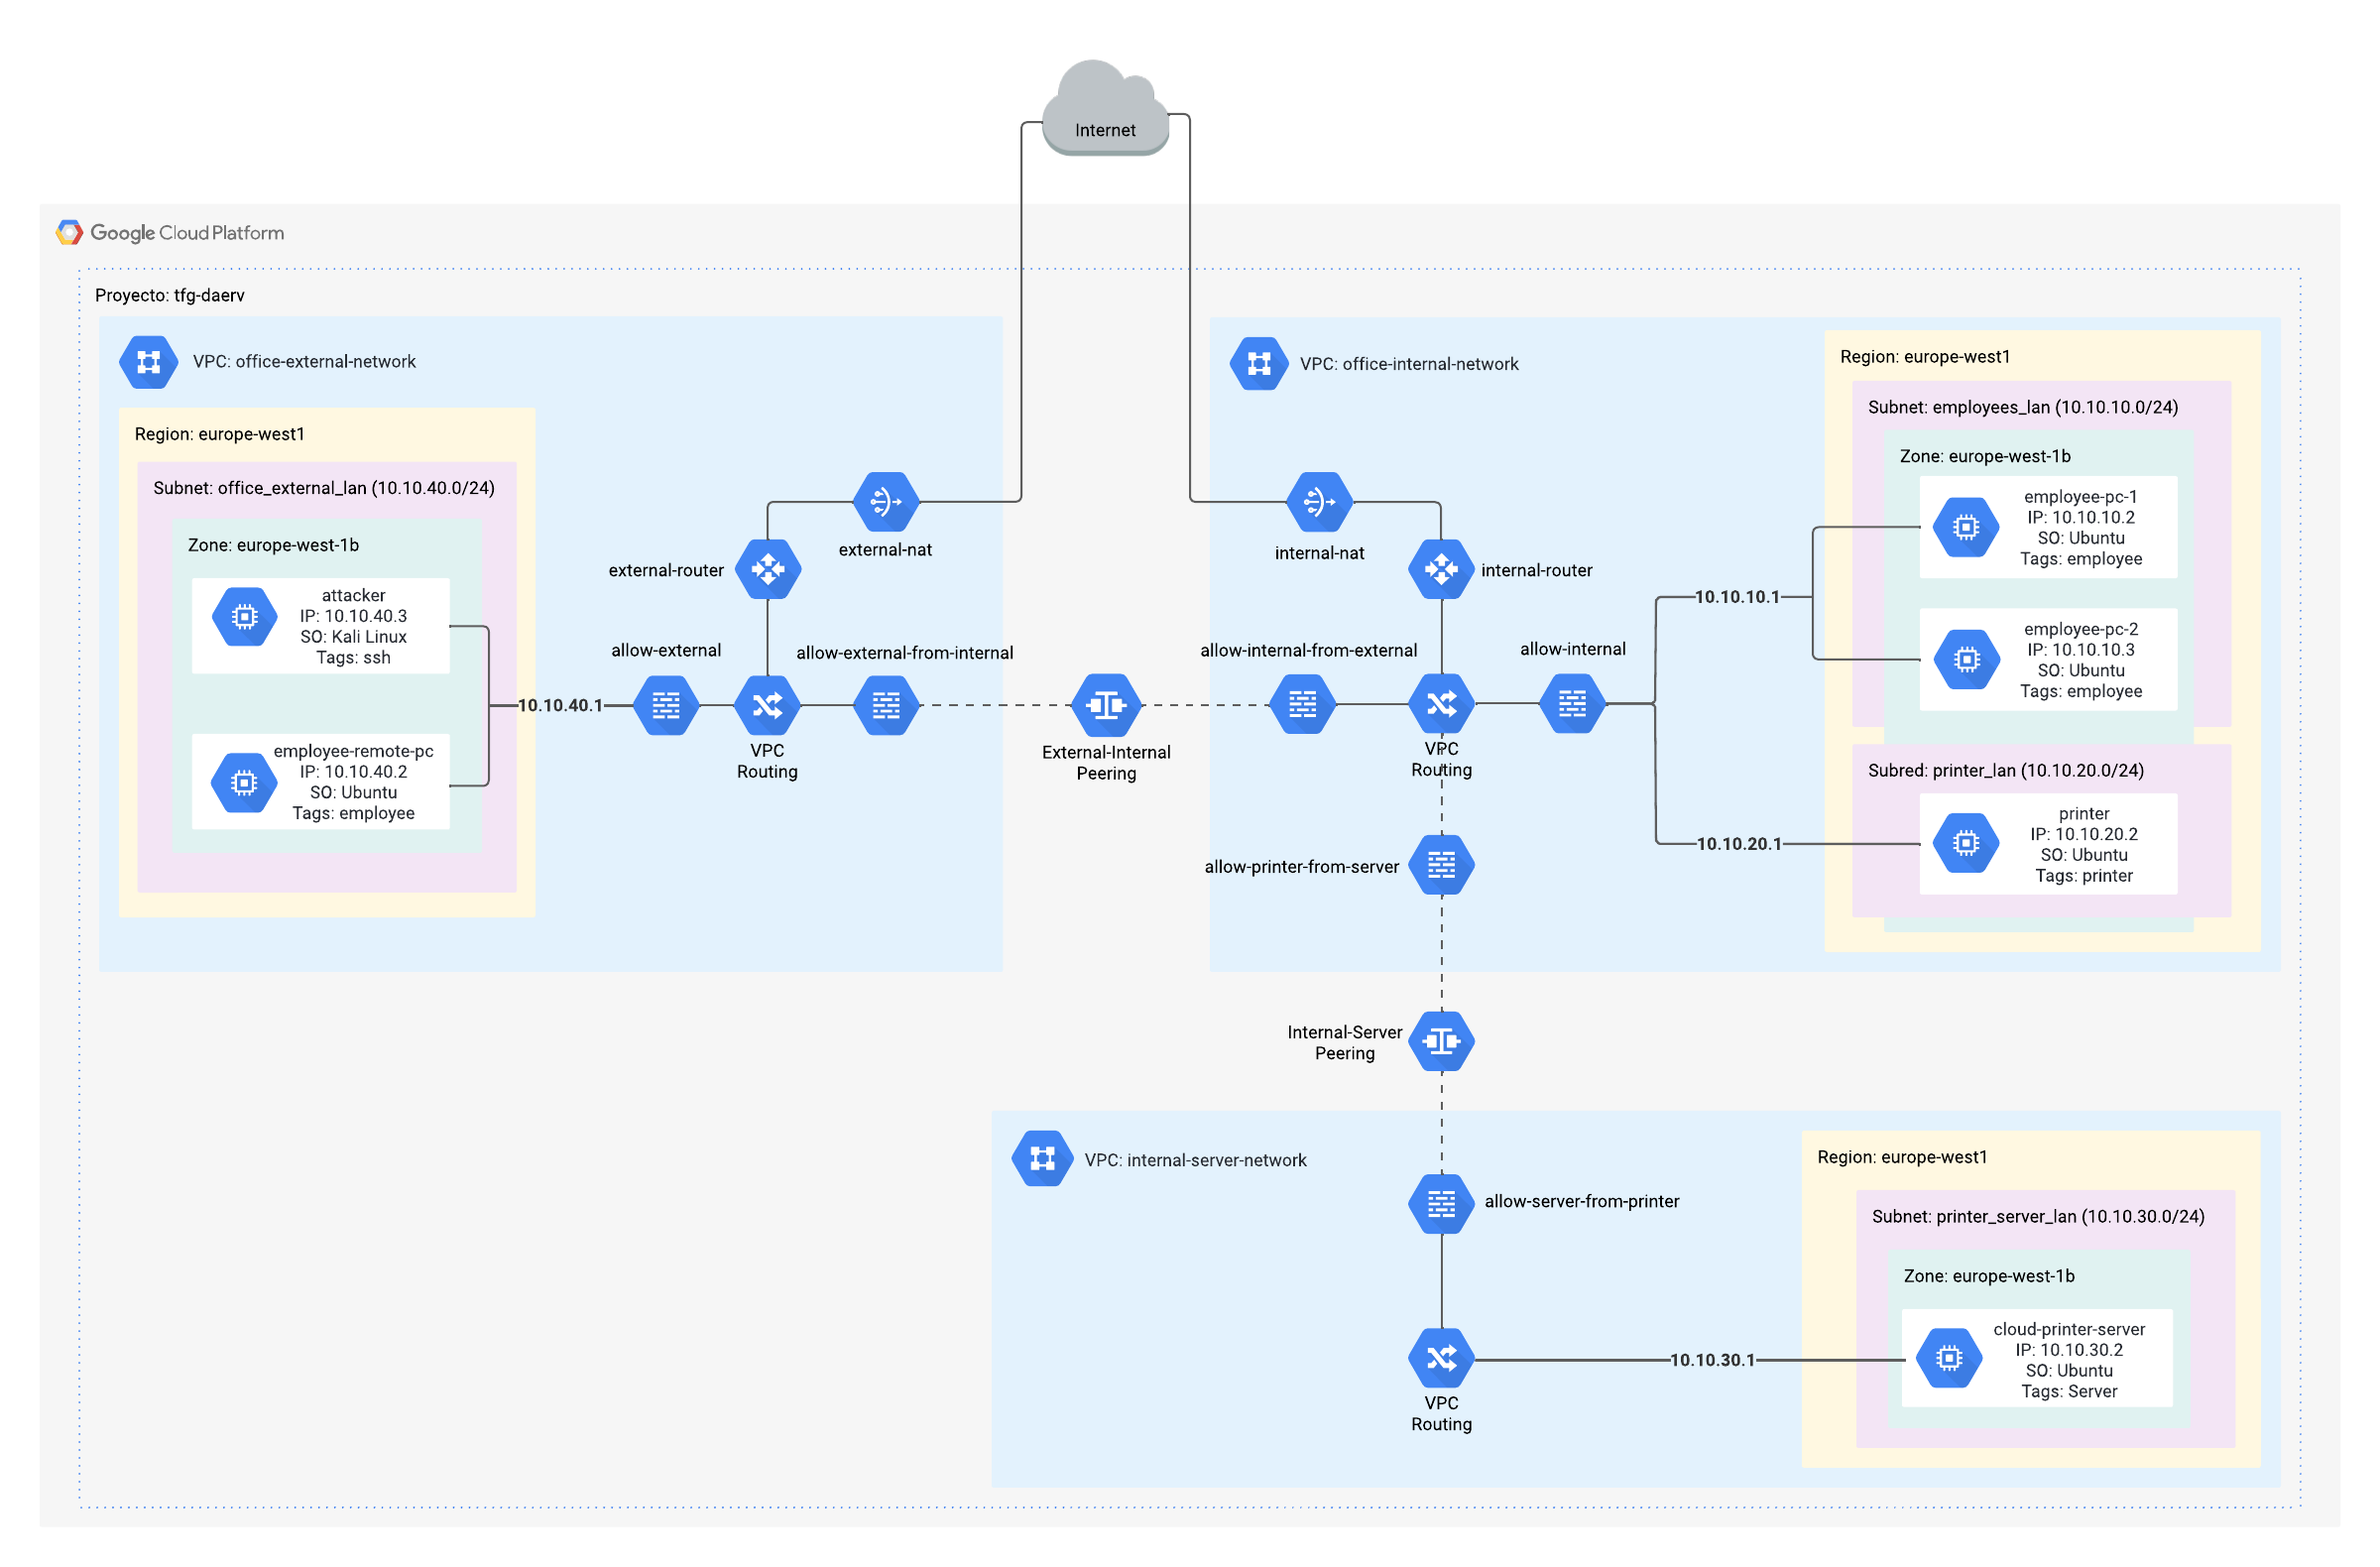 Internet
Google Cloud Platform
Proyecto: tfg-daerv
VPC: office-external-network
Region: europe-west1
Subnet: office_external_lan (10.10.40.0/24)
Zone: europe-west-1b
attacker
IP: 10.10.40.3
SO: Kali Linux
Tags: ssh
employee-remote-pc
IP: 10.10.40.2
SO: Ubuntu
Tags: employee
10.10.40.1
allow-external
external-router
external-nat
VPC
Routing
allow-external-from-internal
External-Internal
Peering
VPC: office-internal-network
internal-nat
internal-router
allow-internal-from-external
VPC
Routing
allow-internal
10.10.10.1
10.10.20.1
Region: europe-west1
Subnet: employees_lan (10.10.10.0/24)
Zone: europe-west-1b
employee-pc-1
IP: 10.10.10.2
SO: Ubuntu
Tags: employee
employee-pc-2
IP: 10.10.10.3
SO: Ubuntu
Tags: employee
Subred: printer_lan (10.10.20.0/24)
printer
IP: 10.10.20.2
SO: Ubuntu
Tags: printer
allow-printer-from-server
Internal-Server
Peering
VPC: internal-server-network
allow-server-from-printer
VPC
Routing
10.10.30.1
Region: europe-west1
Subnet: printer_server_lan (10.10.30.0/24)
Zone: europe-west-1b
cloud-printer-server
IP: 10.10.30.2
SO: Ubuntu
Tags: Server